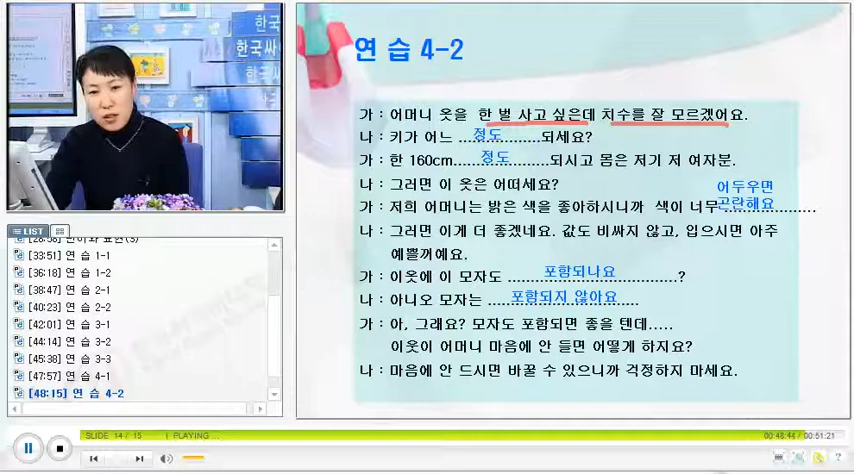 한국
한국싸
한국
연 습 4-2
가 : 어머니 옷을 한 벌 사고 싶은데 치수를 잘 모르겠어요.
나 : 키가 어느 ....정도........되세요?
가 : 한 160cm......정도.........되시고 몸은 저기 저 여자분.
나 : 그러면 이 옷은 어떠세요?
어두우면
가 : 저희 어머니는 밝은 색을 좋아하시니까 색이 너무 곤란해요..........
나 : 그러면 이게 더 좋겠네요. 값도 비싸지 않고, 입으시면 아주
예쁠꺼예요.
가 : 이옷에 이 모자도 .......포함되나요............?
나 : 아니오 모자는 .....포함되지 않아요.....
가 : 아, 그래요? 모자도 포함되면 좋을 텐데.....
이옷이 어머니 마음에 안 들면 어떻게 하지요?
나 : 마음에 안 드시면 바꿀 수 있으니까 걱정하지 마세요.
LIST
[33:51] 연 습 1-1
[36:18] 연 습 1-2
[38:47] 연 습 2-1
[40:23] 연 습 2-2
[42:01] 연 습 3-1
[44:14] 연 습 3-2
[45:38] 연 습 3-3
[47:57] 연 습 4-1
[48:15] 연 습 4-2
SLIDE 14 / 15 | PLAYING ...
00:48:44 / 00:51:21